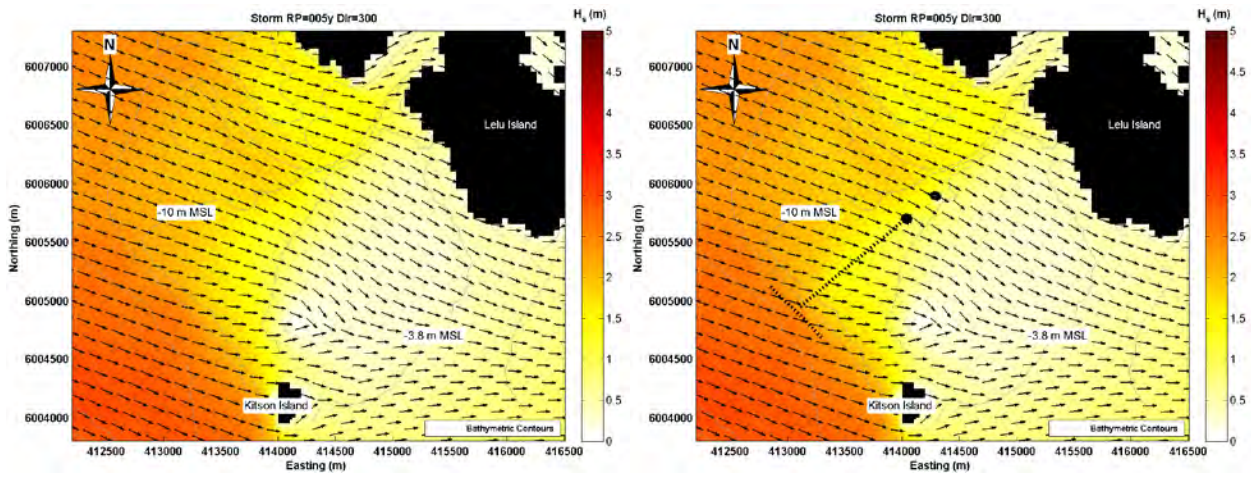 Storm RP=005y Dir=300
Hs (m)
N
6007000
6006500
6006000
6005500
6005000
6004500
6004000
Northing (m)
Lelu Island
-10 m MSL
-3.8 m MSL
Kitson Island
Bathymetric Contours
412500 413000 413500 414000 414500 415000 415500 416000 416500
Easting (m)
5
4.5
4
3.5
3
2.5
2
1.5
1
0.5
0
Storm RP=005y Dir=300
Hs (m)
N
6007000
6006500
6006000
6005500
6005000
6004500
6004000
Northing (m)
Lelu Island
-10 m MSL
-3.8 m MSL
Kitson Island
Bathymetric Contours
412500 413000 413500 414000 414500 415000 415500 416000 416500
Easting (m)
5
4.5
4
3.5
3
2.5
2
1.5
1
0.5
0